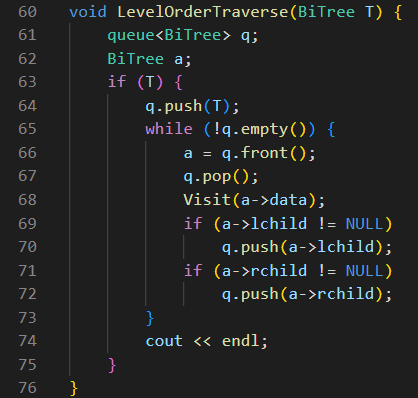 60 void LevelOrderTraverse(BiTree T) {
61     queue<BiTree> q;
62     BiTree a;
63     if (T) {
64         q.push(T);
65         while (!q.empty()) {
66             a = q.front();
67             q.pop();
68             Visit(a->data);
69             if (a->lchild != NULL)
70                 q.push(a->lchild);
71             if (a->rchild != NULL)
72                 q.push(a->rchild);
73         }
74         cout << endl;
75     }
76 }